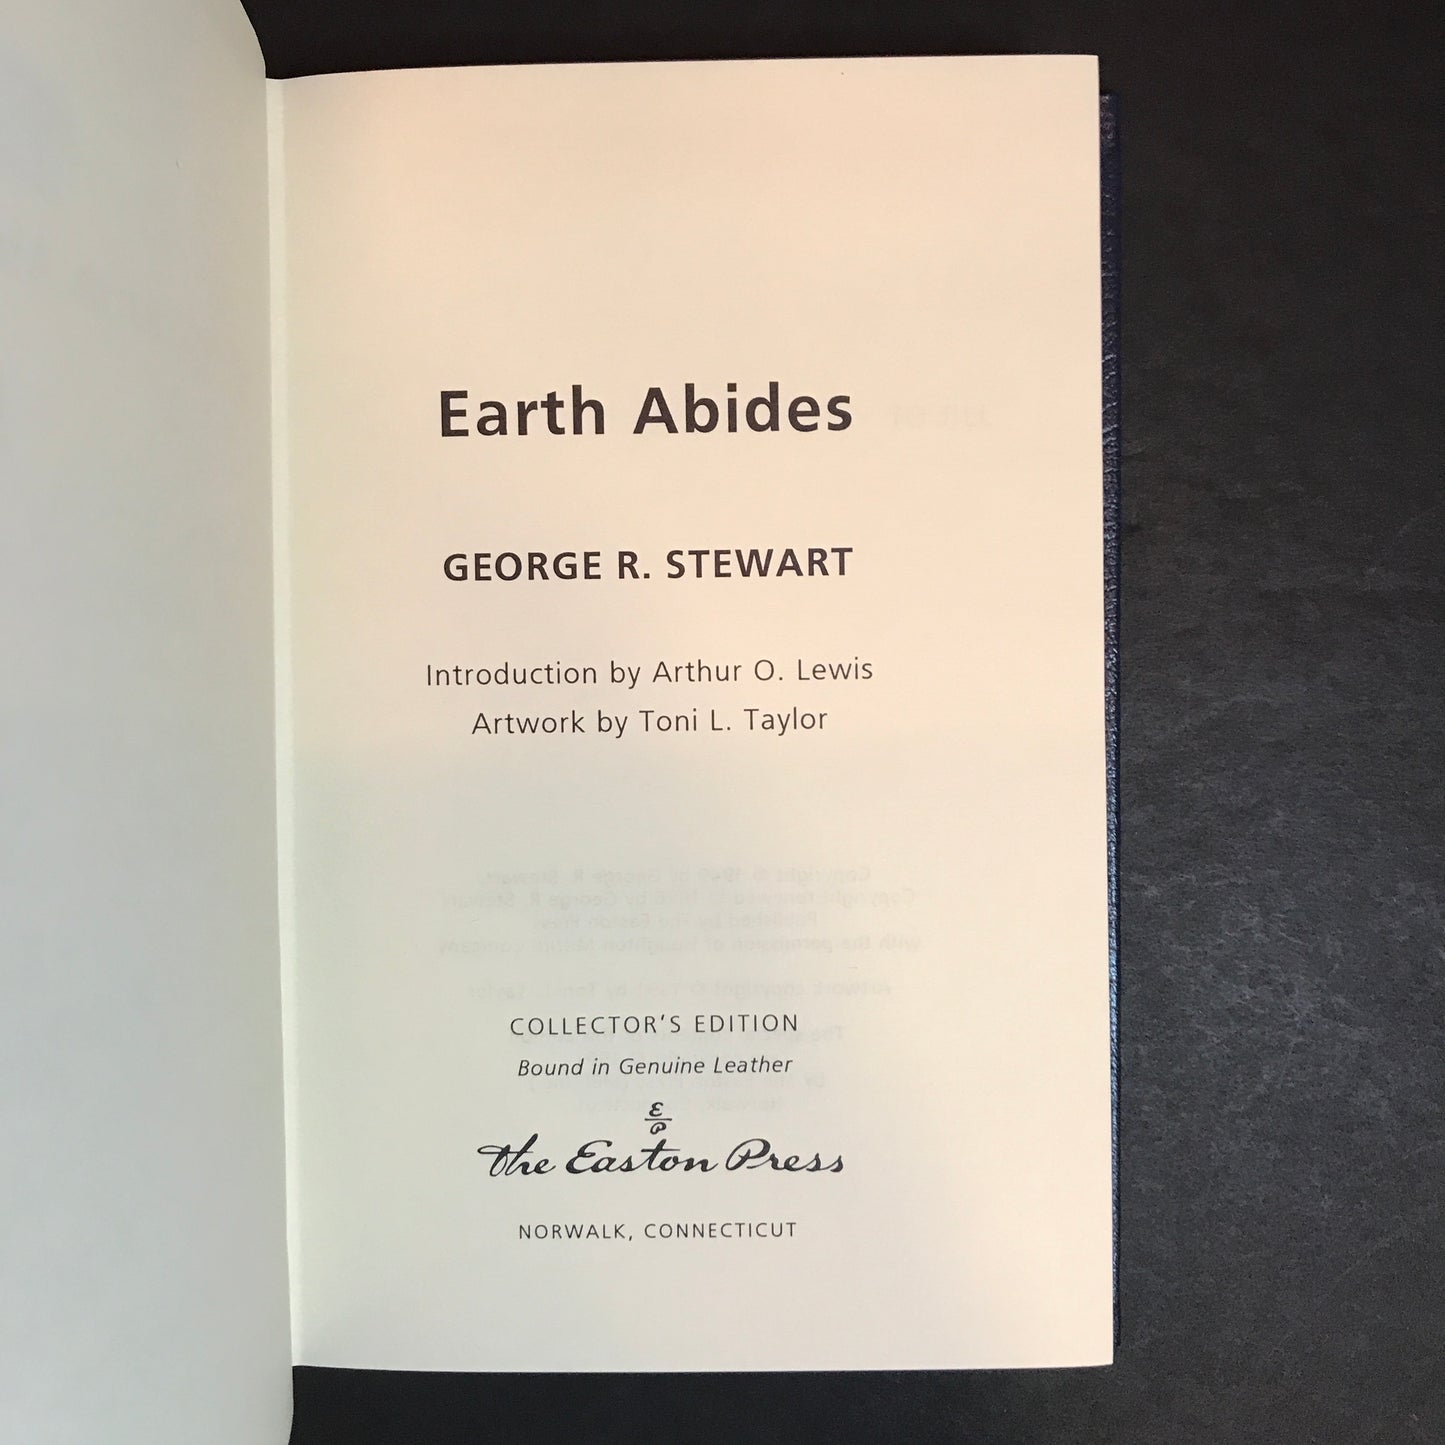 Earth Abides
GEORGE R. STEWART
Introduction by Arthur O. Lewis
Artwork by Toni L. Taylor
COLLECTOR'S EDITION
Bound in Genuine Leather
E
P
The Easton Press
NORWALK, CONNECTICUT